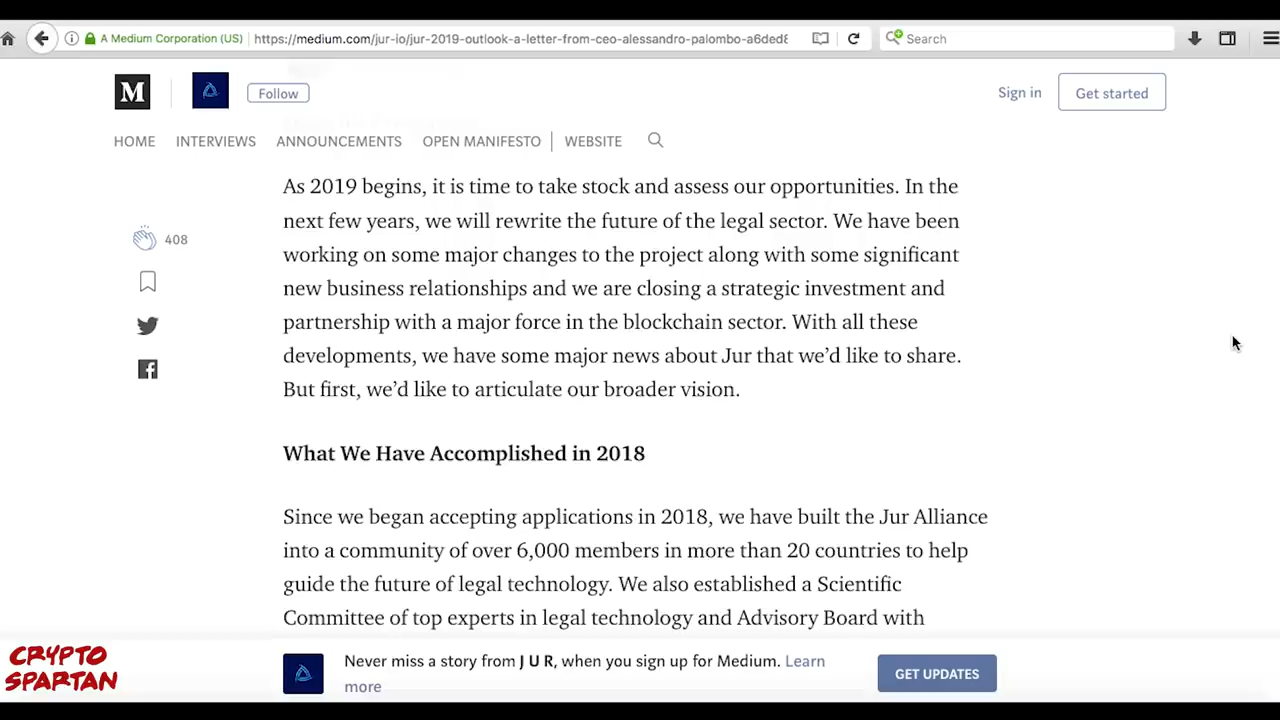 A Medium Corporation (US)
https://medium.com/jur-io/jur-2019-outlook-a-letter-from-ceo-alessandro-palombo-a6ded8
Search
M
Follow
Sign in
Get started
HOME
INTERVIEWS
ANNOUNCEMENTS
OPEN MANIFESTO
WEBSITE
As 2019 begins, it is time to take stock and assess our opportunities. In the
next few years, we will rewrite the future of the legal sector. We have been
working on some major changes to the project along with some significant
new business relationships and we are closing a strategic investment and
partnership with a major force in the blockchain sector. With all these
developments, we have some major news about Jur that we’d like to share.
But first, we’d like to articulate our broader vision.
408
What We Have Accomplished in 2018
Since we began accepting applications in 2018, we have built the Jur Alliance
into a community of over 6,000 members in more than 20 countries to help
guide the future of legal technology. We also established a Scientific
Committee of top experts in legal technology and Advisory Board with
CRYPTO
SPARTAN
Never miss a story from J U R, when you sign up for Medium. Learn
more
GET UPDATES